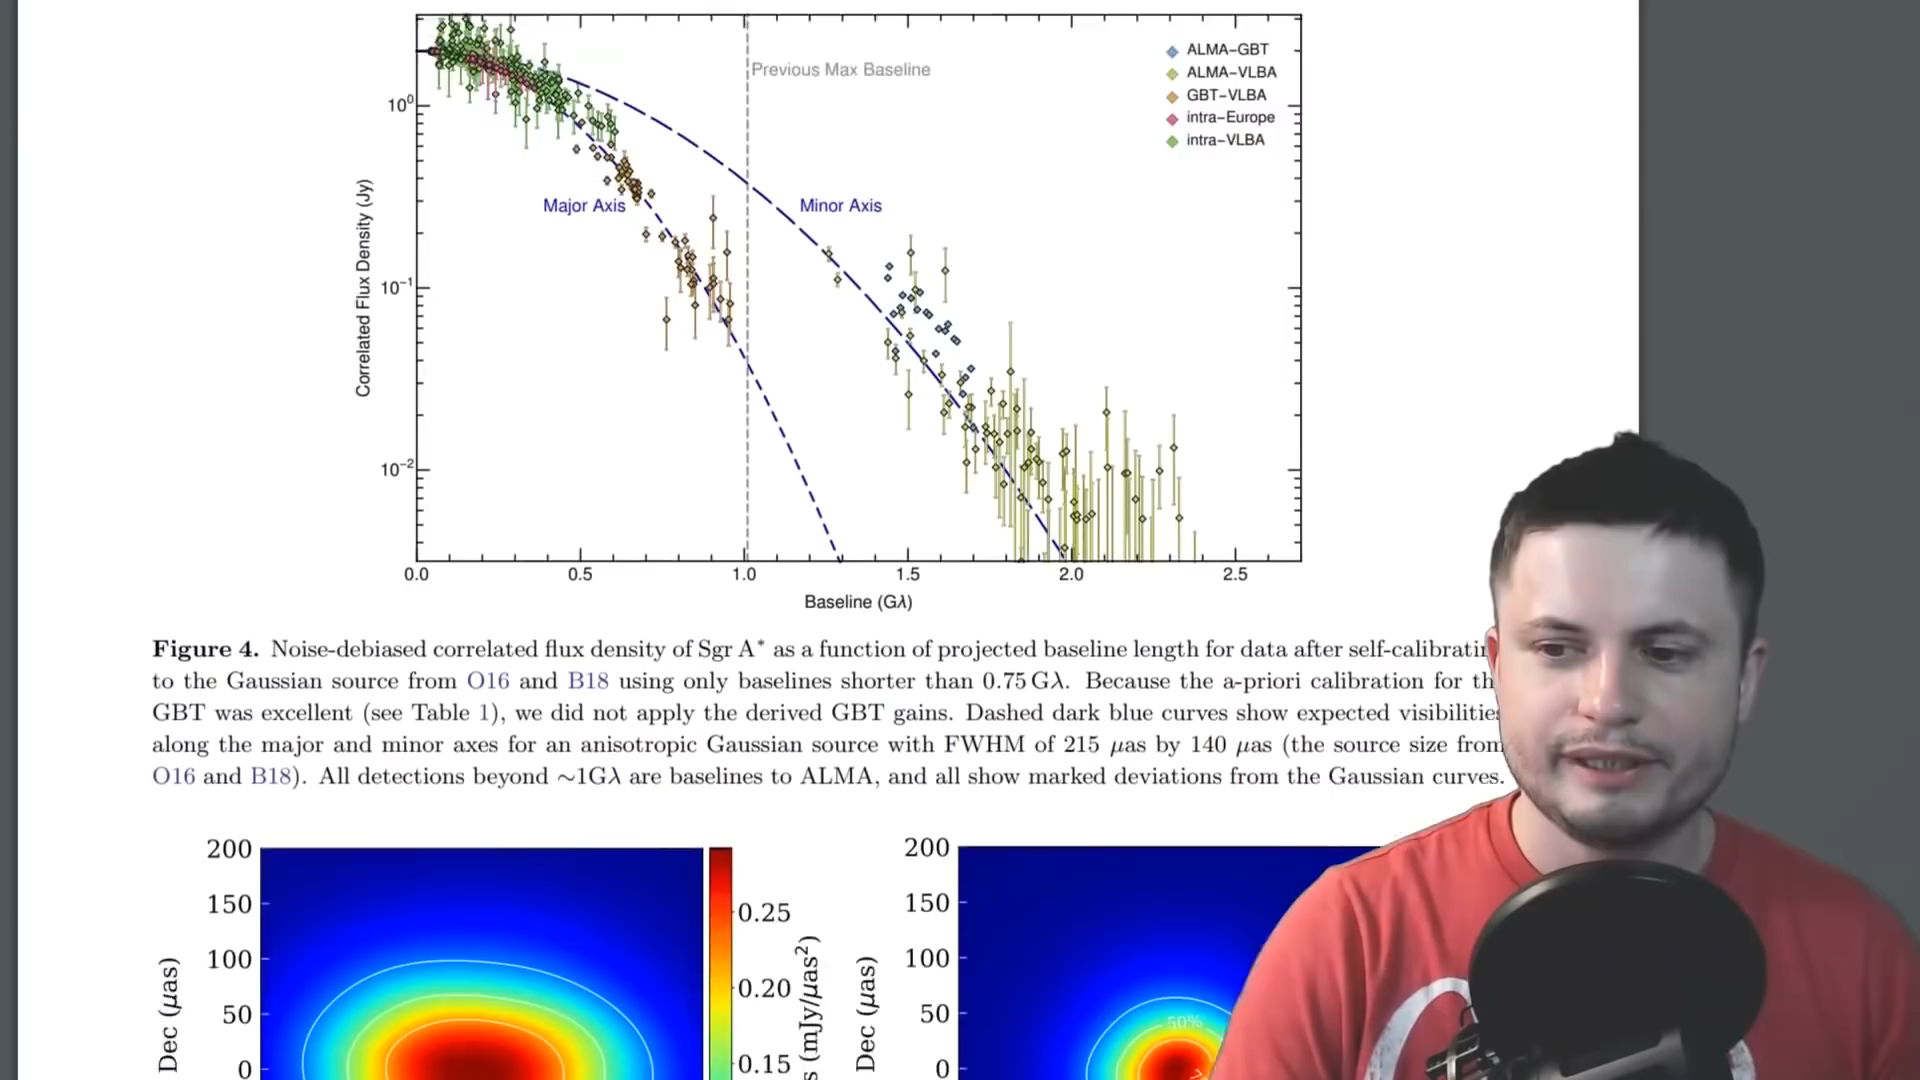 Previous Max Baseline
ALMA–GBT
ALMA–VLBA
GBT–VLBA
intra–Europe
intra–VLBA
10⁰
10⁻¹
10⁻²
Correlated Flux Density (Jy)
Major Axis
Minor Axis
0.0 0.5 1.0 1.5 2.0 2.5
Baseline (Gλ)
Figure 4. Noise-debiased correlated flux density of Sgr A* as a function of projected baseline length for data after
to the Gaussian source from O16 and B18 using only baselines shorter than 0.75 Gλ. Because the a-priori calibration for
GBT was excellent (see Table 1), we did not apply the derived GBT gains. Dashed dark blue curves show expected
along the major and minor axes for an anisotropic Gaussian source with FWHM of 215 μas by 140 μas (the source size from
O16 and B18). All detections beyond ∼1Gλ are baselines to ALMA, and all show marked deviations from the Gaussian curves.
200
150
100
50
0
Dec (μas)
0.25
0.20
0.15
(mJy/μas²)
200
150
100
50
0
Dec (μas)
50%